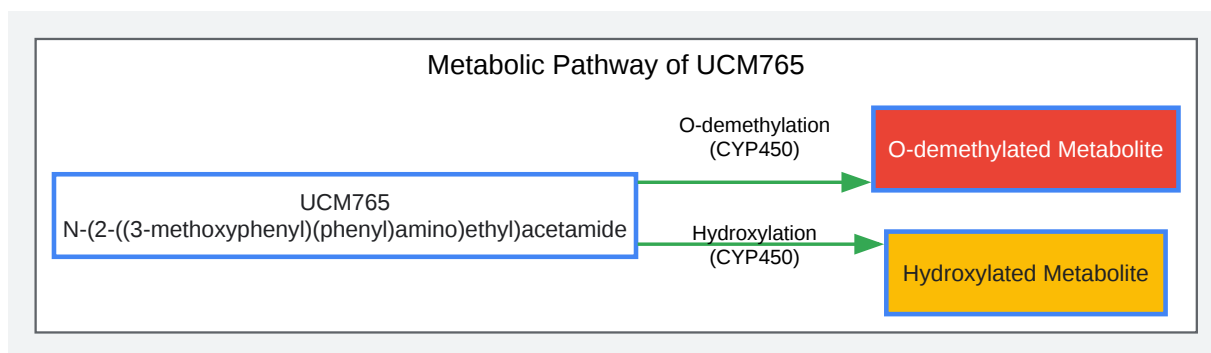 Metabolic Pathway of UCM765
UCM765
N-(2-((3-methoxyphenyl)(phenyl)amino)ethyl)acetamide
O-demethylation
(CYP450)
O-demethylated Metabolite
Hydroxylation
(CYP450)
Hydroxylated Metabolite